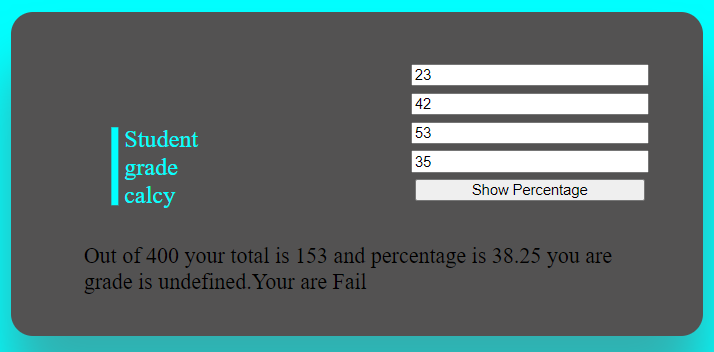 23
42
53
35
Student
grade
calcy
Show Percentage
Out of 400 your total is 153 and percentage is 38.25 you are
grade is undefined.Your are Fail